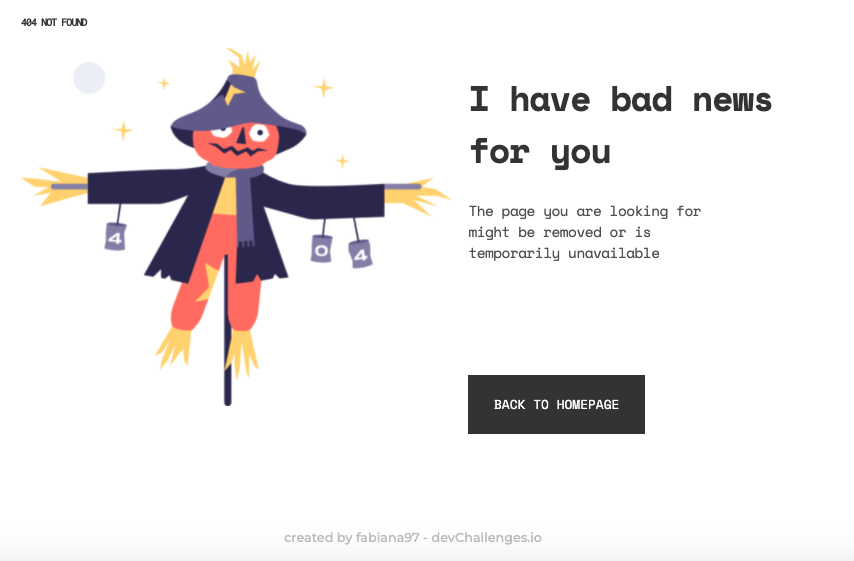 404 NOT FOUND
4
0
4
I have bad news
for you
The page you are looking for
might be removed or is
temporarily unavailable
BACK TO HOMEPAGE
created by fabiana97 - devChallenges.io